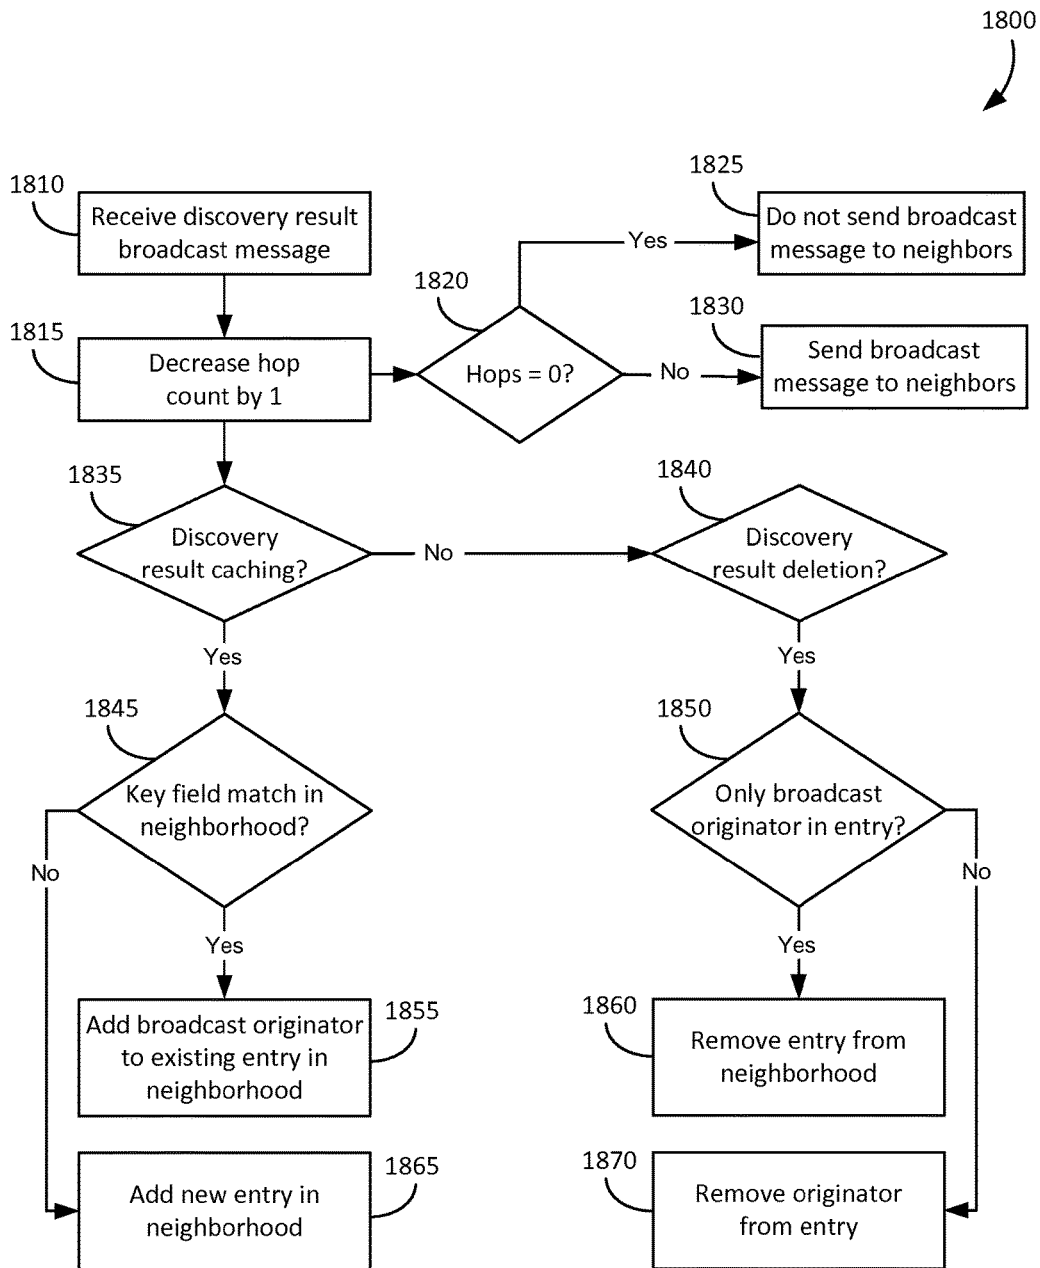 1800
1810
Receive discovery result
broadcast message
1825
Do not send broadcast
message to neighbors
Yes
1820
Hops = 0?
1815
Decrease hop
count by 1
No
1830
Send broadcast
message to neighbors
1835
Discovery
result caching?
No
1840
Discovery
result deletion?
Yes
Yes
1845
Key field match in
neighborhood?
1850
Only broadcast
originator in entry?
No
No
Yes
Yes
Add broadcast originator
to existing entry in
neighborhood
1855
1860
Remove entry from
neighborhood
Add new entry in
neighborhood
1865
1870
Remove originator
from entry